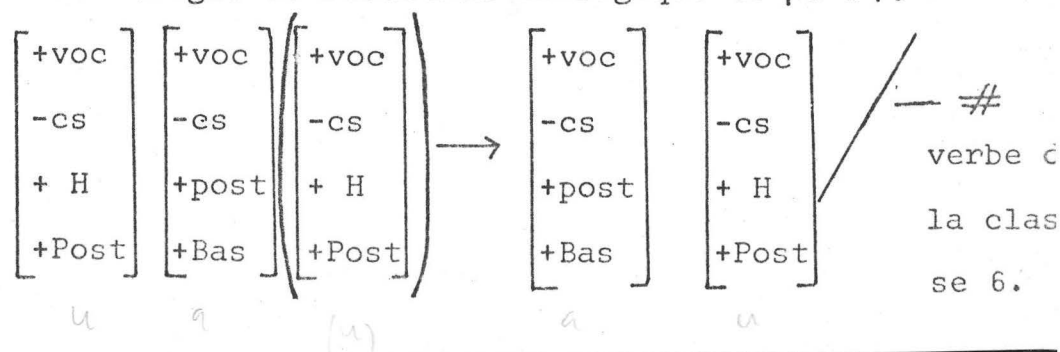 [+voc] [+voc] ([+voc]) [+voc] [+voc]
[-cs] [-cs] ([-cs]) → [-cs] [-cs] / — #
[+ H] [+post] ([+ H]) [+post] [+ H]
[+Post] [+Bas] ([+Post]) [+Bas] [+Post]
verbe
la clas
se 6.
u a (u) a u